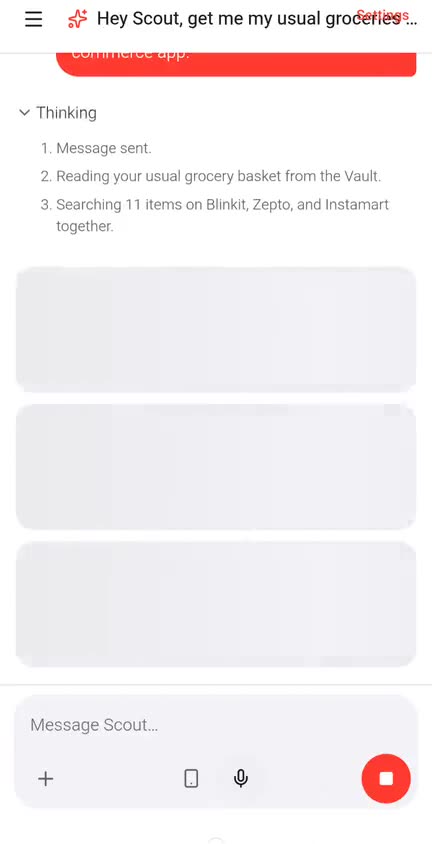 Hey Scout, get me my usual groceries ...
Settings
commerce app.
Thinking
1. Message sent.
2. Reading your usual grocery basket from the Vault.
3. Searching 11 items on Blinkit, Zepto, and Instamart
together.
Message Scout...